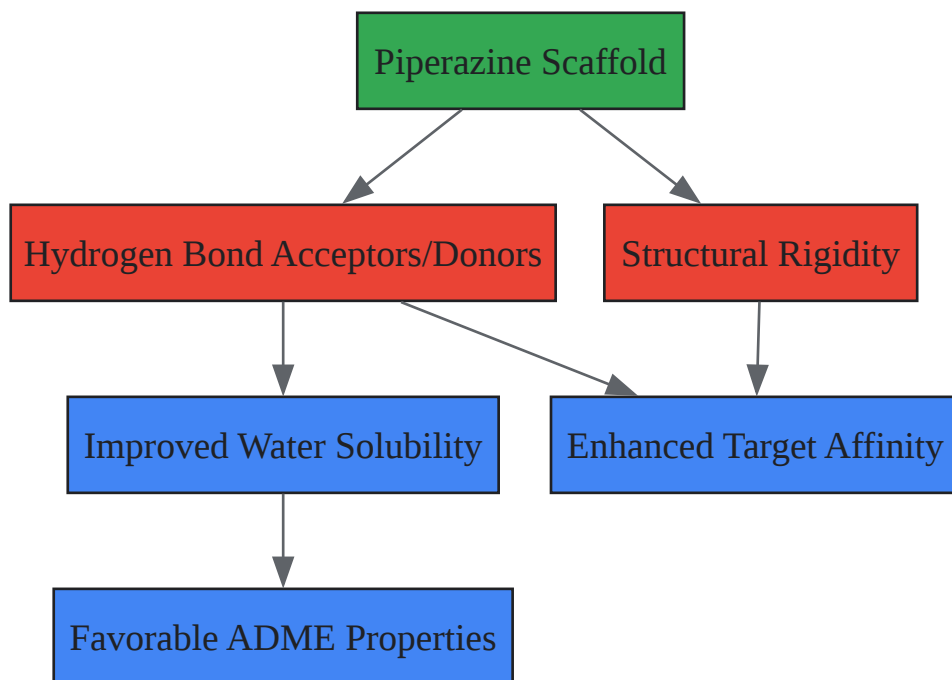 Piperazine Scaffold
Hydrogen Bond Acceptors/Donors
Structural Rigidity
Improved Water Solubility
Enhanced Target Affinity
Favorable ADME Properties